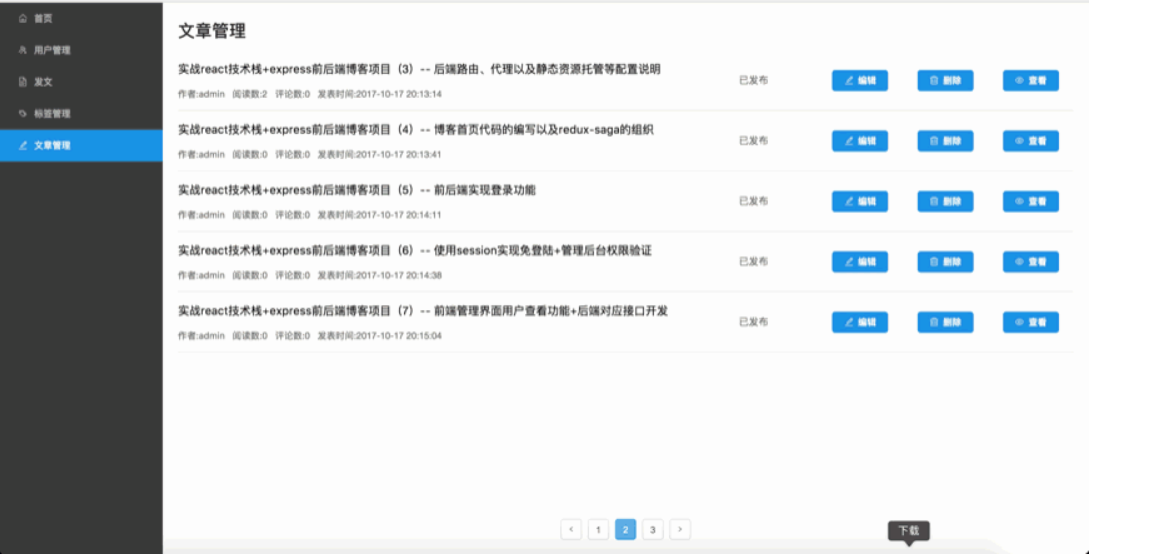 首页
用户管理
发文
标签管理
文章管理
文章管理
实战react技术栈+express前后端博客项目（3）-- 后端路由、代理以及静态资源托管等配置说明
作者:admin 阅读数:2 评论数:0 发表时间:2017-10-17 20:13:14
已发布 编辑 删除 查看
实战react技术栈+express前后端博客项目（4）-- 博客首页代码的编写以及redux-saga的组织
作者:admin 阅读数:0 评论数:0 发表时间:2017-10-17 20:13:41
已发布 编辑 删除 查看
实战react技术栈+express前后端博客项目（5）-- 前后端实现登录功能
作者:admin 阅读数:0 评论数:0 发表时间:2017-10-17 20:14:11
已发布 编辑 删除 查看
实战react技术栈+express前后端博客项目（6）-- 使用session实现免登陆+管理后台权限验证
作者:admin 阅读数:0 评论数:0 发表时间:2017-10-17 20:14:38
已发布 编辑 删除 查看
实战react技术栈+express前后端博客项目（7）-- 前端管理界面用户查看功能+后端对应接口开发
作者:admin 阅读数:0 评论数:0 发表时间:2017-10-17 20:15:04
已发布 编辑 删除 查看
< 1 2 3 >
下载